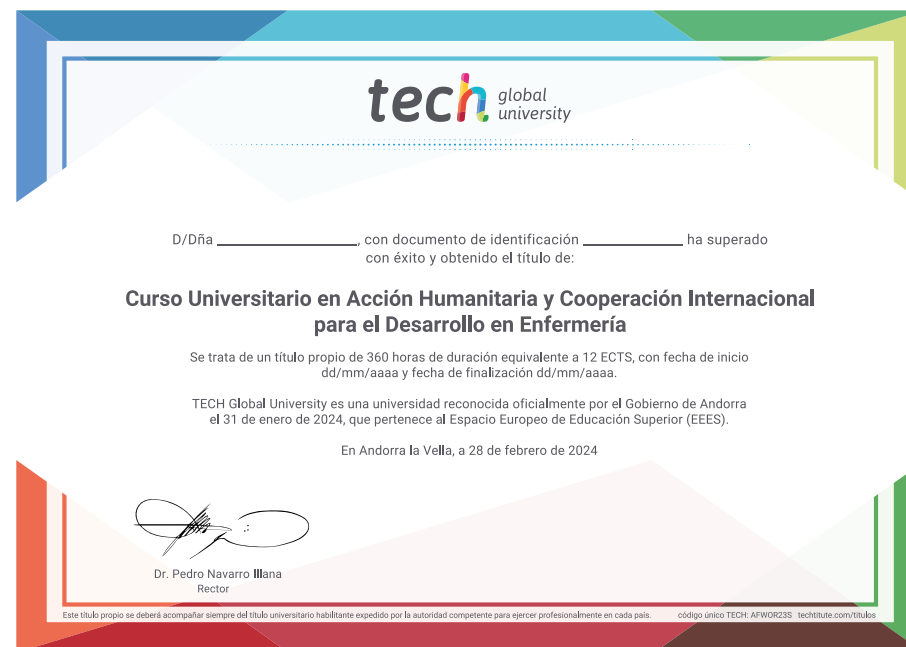 tech global university
D/Dña ________________, con documento de identificación ____________ ha superado
con éxito y obtenido el título de:
Curso Universitario en Acción Humanitaria y Cooperación Internacional
para el Desarrollo en Enfermería
Se trata de un título propio de 360 horas de duración equivalente a 12 ECTS, con fecha de inicio
dd/mm/aaaa y fecha de finalización dd/mm/aaaa.
TECH Global University es una universidad reconocida oficialmente por el Gobierno de Andorra
el 31 de enero de 2024, que pertenece al Espacio Europeo de Educación Superior (EEES).
En Andorra la Vella, a 28 de febrero de 2024
Dr. Pedro Navarro Illana
Rector
Este título propio se deberá acompañar siempre del título universitario habilitante expedido por la autoridad competente para ejercer profesionalmente en cada país. código único TECH: AFWOR23S techtitute.com/titulos